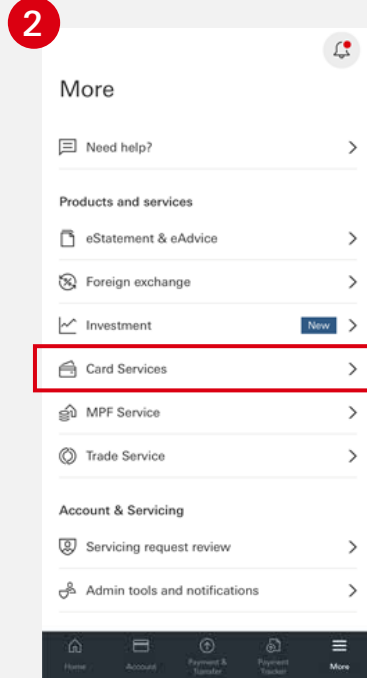 2
More
Need help?
Products and services
eStatement & eAdvice
Foreign exchange
Investment New
Card Services
MPF Service
Trade Service
Account & Servicing
Servicing request review
Admin tools and notifications
Home Account Payment & Transfer Payment Tracker More